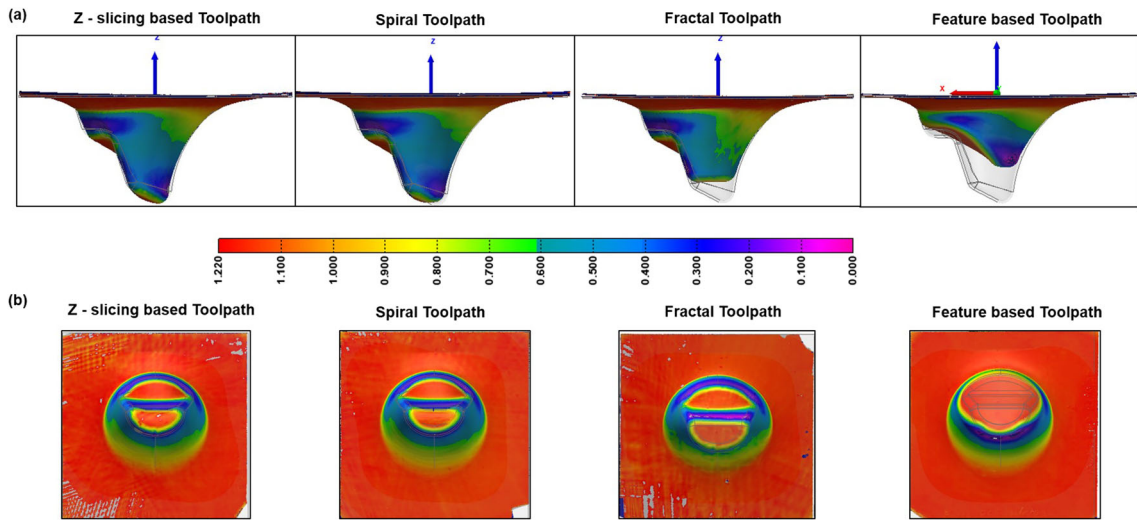 (a)
Z - slicing based Toolpath
Spiral Toolpath
Fractal Toolpath
Feature based Toolpath
Z
Z
Z
X
1.220
1.100
1.000
0.900
0.800
0.700
0.600
0.500
0.400
0.300
0.200
0.100
0.000
(b)
Z - slicing based Toolpath
Spiral Toolpath
Fractal Toolpath
Feature based Toolpath